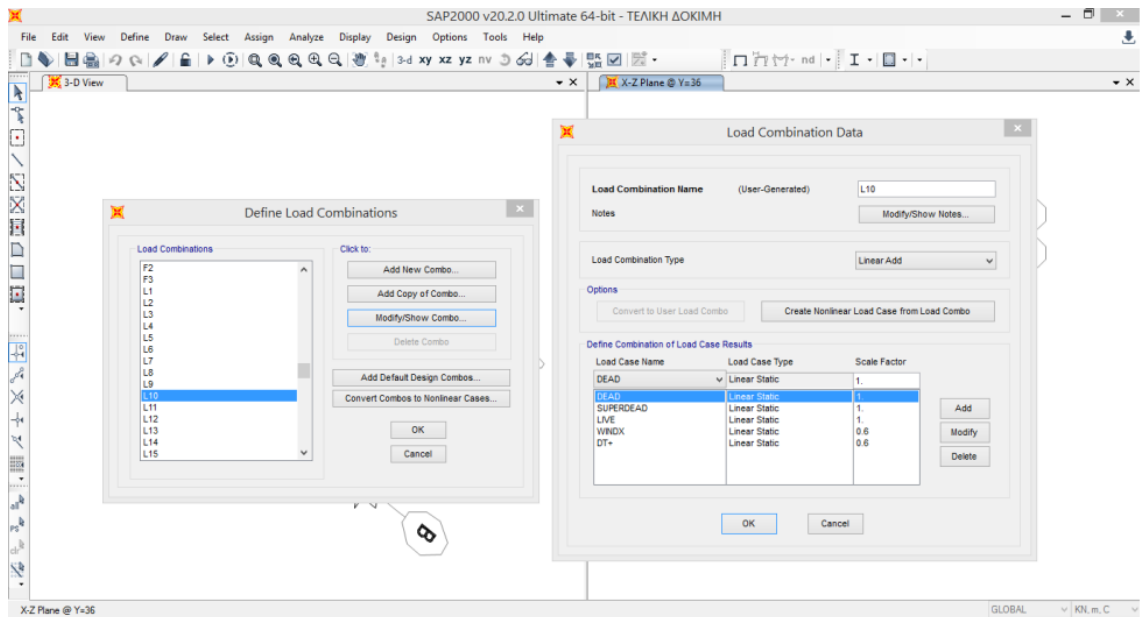 SAP2000 v20.2.0 Ultimate 64-bit - ΤΕΛΙΚΗ ΔΟΚΙΜΗ
File Edit View Define Draw Select Assign Analyze Display Design Options Tools Help
3-d xy xz yz nv nd
3-D View
X-Z Plane @ Y=36
Define Load Combinations
Load Combinations
F2
F3
L1
L2
L3
L4
L5
L6
L7
L8
L9
L10
L11
L12
L13
L14
L15
Click to:
Add New Combo...
Add Copy of Combo...
Modify/Show Combo...
Delete Combo
Add Default Design Combos...
Convert Combos to Nonlinear Cases...
OK
Cancel
Load Combination Data
Load Combination Name (User-Generated) L10
Notes Modify/Show Notes...
Load Combination Type Linear Add
Options
Convert to User Load Combo Create Nonlinear Load Case from Load Combo
Define Combination of Load Case Results
Load Case Name Load Case Type Scale Factor
DEAD Linear Static 1.
DEAD Linear Static 1.
SUPERDEAD Linear Static 1.
LIVE Linear Static 1.
WINDX Linear Static 0.6
DT+ Linear Static 0.6
Add
Modify
Delete
OK Cancel
B
all
PS
clr
X-Z Plane @ Y=36 GLOBAL KN, m, C